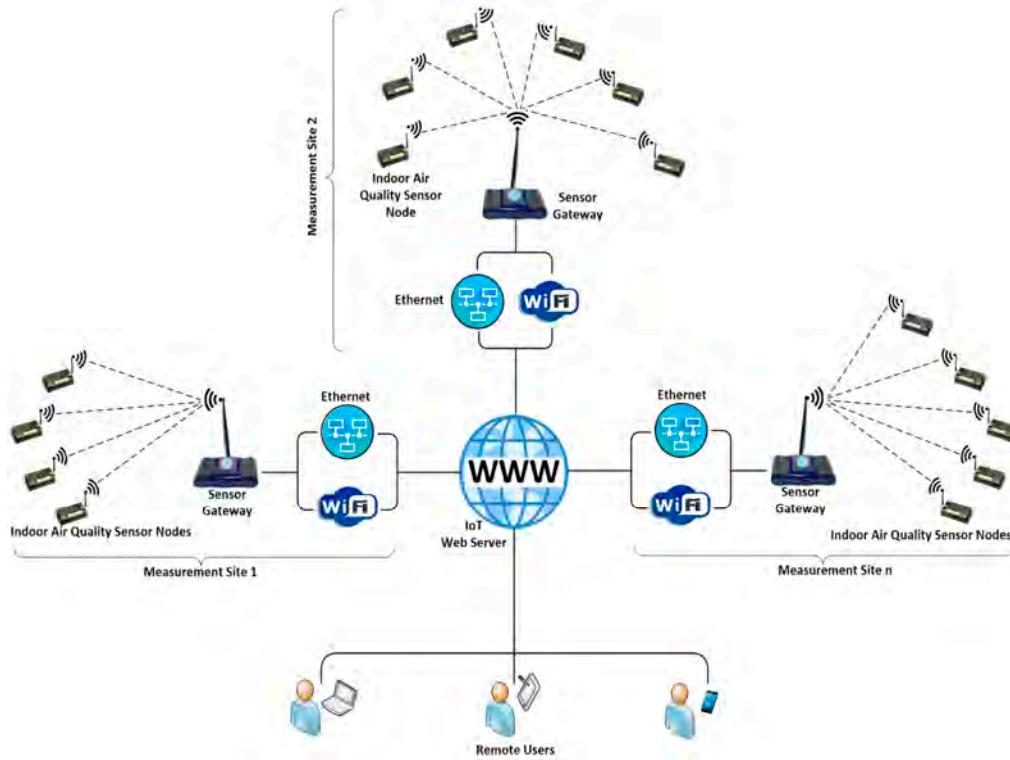 Measurement Site 2
Indoor Air
Quality Sensor
Node
Sensor
Gateway
Ethernet
WiFi
Ethernet
WiFi
Sensor
Gateway
Indoor Air Quality Sensor Nodes
Measurement Site 1
WWW
IoT
Web Server
Ethernet
WiFi
Sensor
Gateway
Indoor Air Quality Sensor Nodes
Measurement Site n
Remote Users